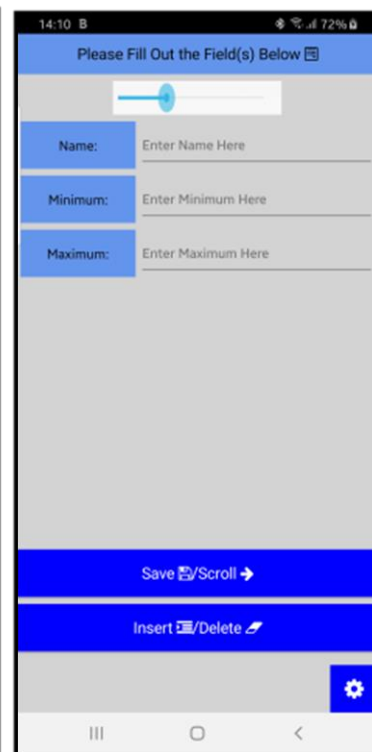 14:10 B 72%
Please Fill Out the Field(s) Below
Name: Enter Name Here
Minimum: Enter Minimum Here
Maximum: Enter Maximum Here
Save /Scroll
Insert /Delete